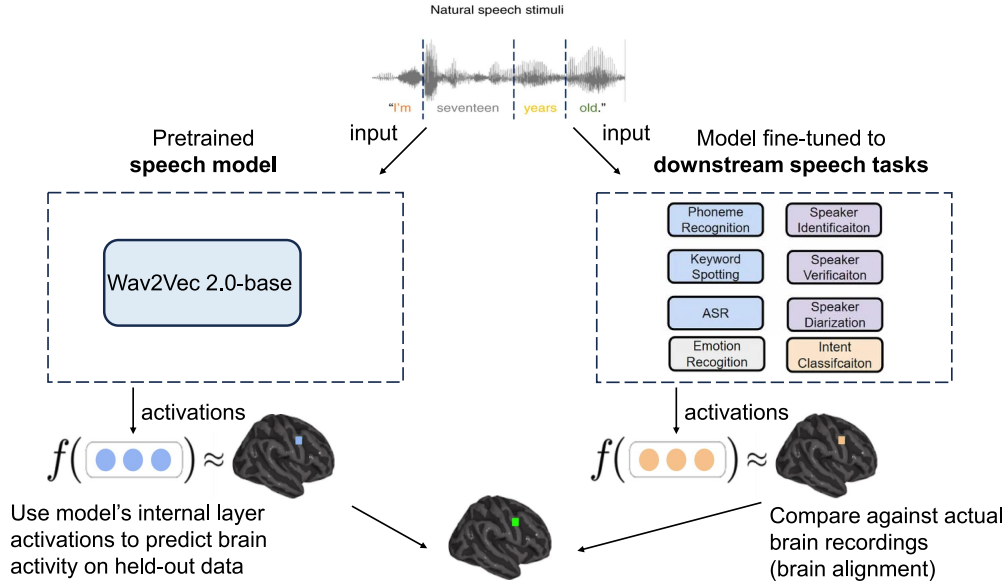 Natural speech stimuli
"I'm seventeen years old."
input
input
Pretrained
speech model
Model fine-tuned to
downstream speech tasks
Wav2Vec 2.0-base
Phoneme
Recognition
Speaker
Identificaiton
Keyword
Spotting
Speaker
Verificaiton
ASR
Speaker
Diarization
Emotion
Recogition
Intent
Classifcaiton
activations
activations
f( ) ≈
f( ) ≈
Use model's internal layer
activations to predict brain
activity on held-out data
Compare against actual
brain recordings
(brain alignment)